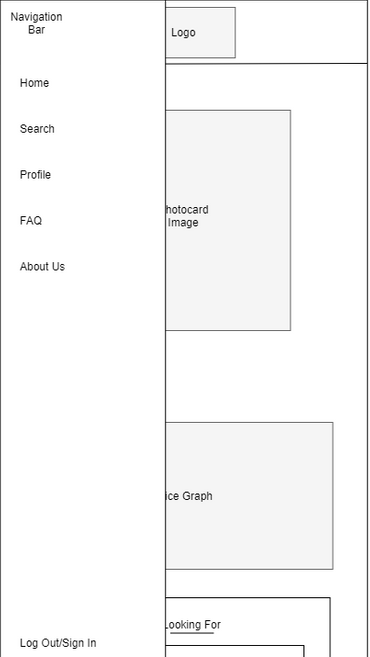 Navigation
Bar
Logo
Home
Search
Profile
hotocard
Image
FAQ
About Us
ice Graph
Looking For
Log Out/Sign In